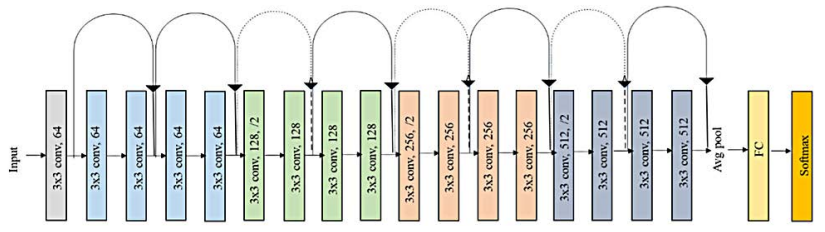 Input
3x3 conv, 64
3x3 conv, 64
3x3 conv, 64
3x3 conv, 64
3x3 conv, 64
3x3 conv, 128, /2
3x3 conv, 128
3x3 conv, 128
3x3 conv, 128
3x3 conv, 256, /2
3x3 conv, 256
3x3 conv, 256
3x3 conv, 256
3x3 conv, 512, /2
3x3 conv, 512
3x3 conv, 512
3x3 conv, 512
Avg pool
FC
Softmax